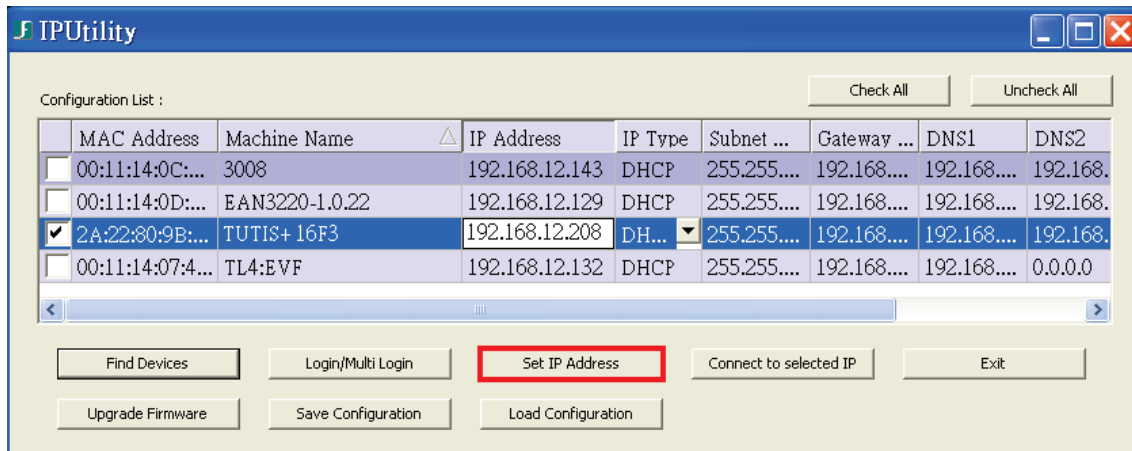 IPUtility
Check All Uncheck All
Configuration List :
MAC Address Machine Name IP Address IP Type Subnet ... Gateway ... DNS1 DNS2
00:11:14:0C:... 3008 192.168.12.143 DHCP 255.255.... 192.168.... 192.168.... 192.168.
00:11:14:0D:... EAN3220-1.0.22 192.168.12.129 DHCP 255.255.... 192.168.... 192.168.... 192.168.
2A:22:80:9B:... TUTIS+ 16F3 192.168.12.208 DH... 255.255.... 192.168.... 192.168.... 192.168.
00:11:14:07:4... TL4:EVF 192.168.12.132 DHCP 255.255.... 192.168.... 192.168.... 0.0.0.0
Find Devices Login/Multi Login Set IP Address Connect to selected IP Exit
Upgrade Firmware Save Configuration Load Configuration